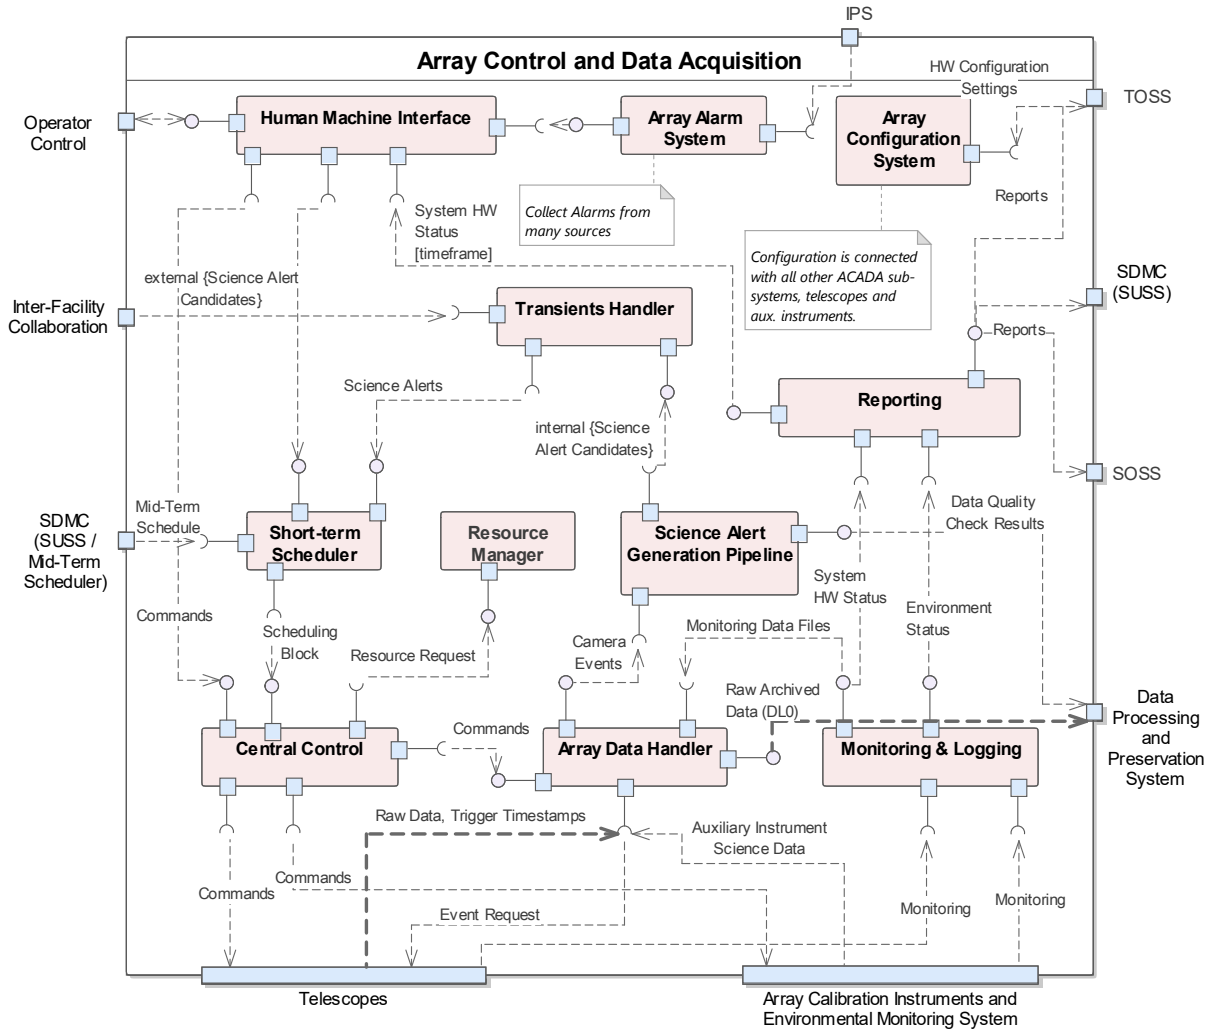 IPS
Array Control and Data Acquisition
HW Configuration
Settings
TOSS
Operator
Control
Human Machine Interface
Array Alarm
System
Array
Configuration
System
Reports
Collect Alarms from
many sources
System HW
Status
[timeframe]
Configuration is connected
with all other ACADA sub-
systems, telescopes and
aux. instruments.
SDMC
(SUSS)
external {Science Alert
Candidates}
Inter-Facility
Collaboration
Transients Handler
Reports
Science Alerts
Reporting
internal {Science
Alert Candidates}
SOSS
Mid-Term
Schedule
SDMC
(SUSS /
Mid-Term
Scheduler)
Short-term
Scheduler
Resource
Manager
Science Alert
Generation Pipeline
Data Quality
Check Results
System
HW Status
Environment
Status
Commands
Scheduling
Block
Resource Request
Camera
Events
Monitoring Data Files
Raw Archived
Data (DL0)
Data
Processing
and
Preservation
System
Central Control
Commands
Array Data Handler
Monitoring & Logging
Raw Data, Trigger Timestamps
Auxiliary Instrument
Science Data
Commands
Commands
Event Request
Monitoring
Monitoring
Telescopes
Array Calibration Instruments and
Environmental Monitoring System